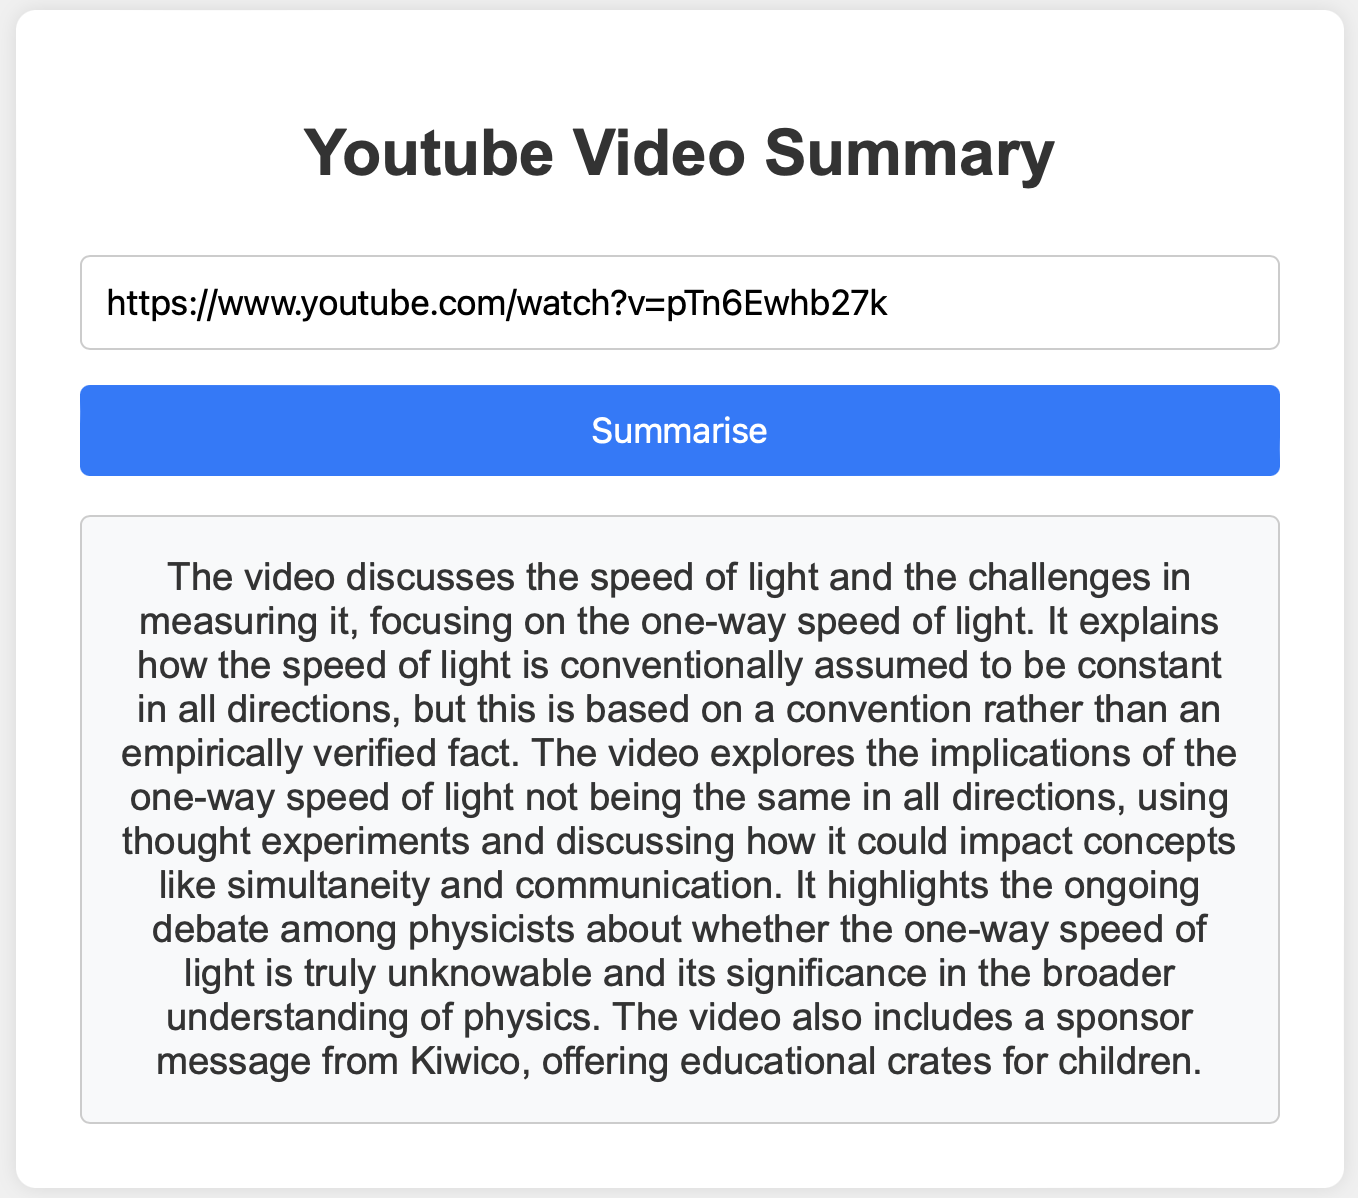 Youtube Video Summary
https://www.youtube.com/watch?v=pTn6Ewhb27k
Summarise
The video discusses the speed of light and the challenges in
measuring it, focusing on the one-way speed of light. It explains
how the speed of light is conventionally assumed to be constant
in all directions, but this is based on a convention rather than an
empirically verified fact. The video explores the implications of the
one-way speed of light not being the same in all directions, using
thought experiments and discussing how it could impact concepts
like simultaneity and communication. It highlights the ongoing
debate among physicists about whether the one-way speed of
light is truly unknowable and its significance in the broader
understanding of physics. The video also includes a sponsor
message from Kiwico, offering educational crates for children.